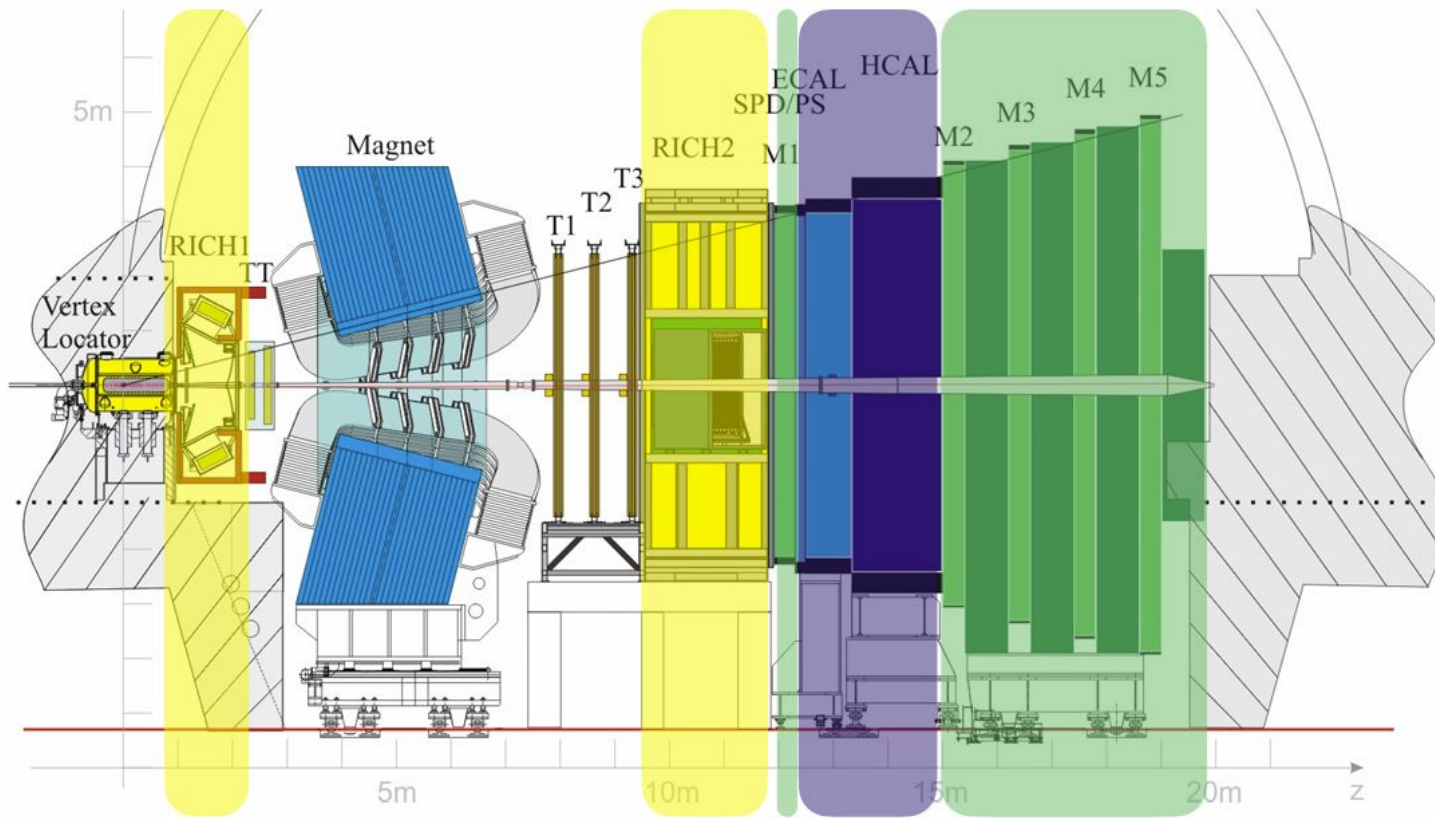 5m
Vertex
Locator
RICH1
TT
Magnet
T1
T2
T3
RICH2
M1
SPD/PS
ECAL
HCAL
M2
M3
M4
M5
5m
10m
15m
20m
z